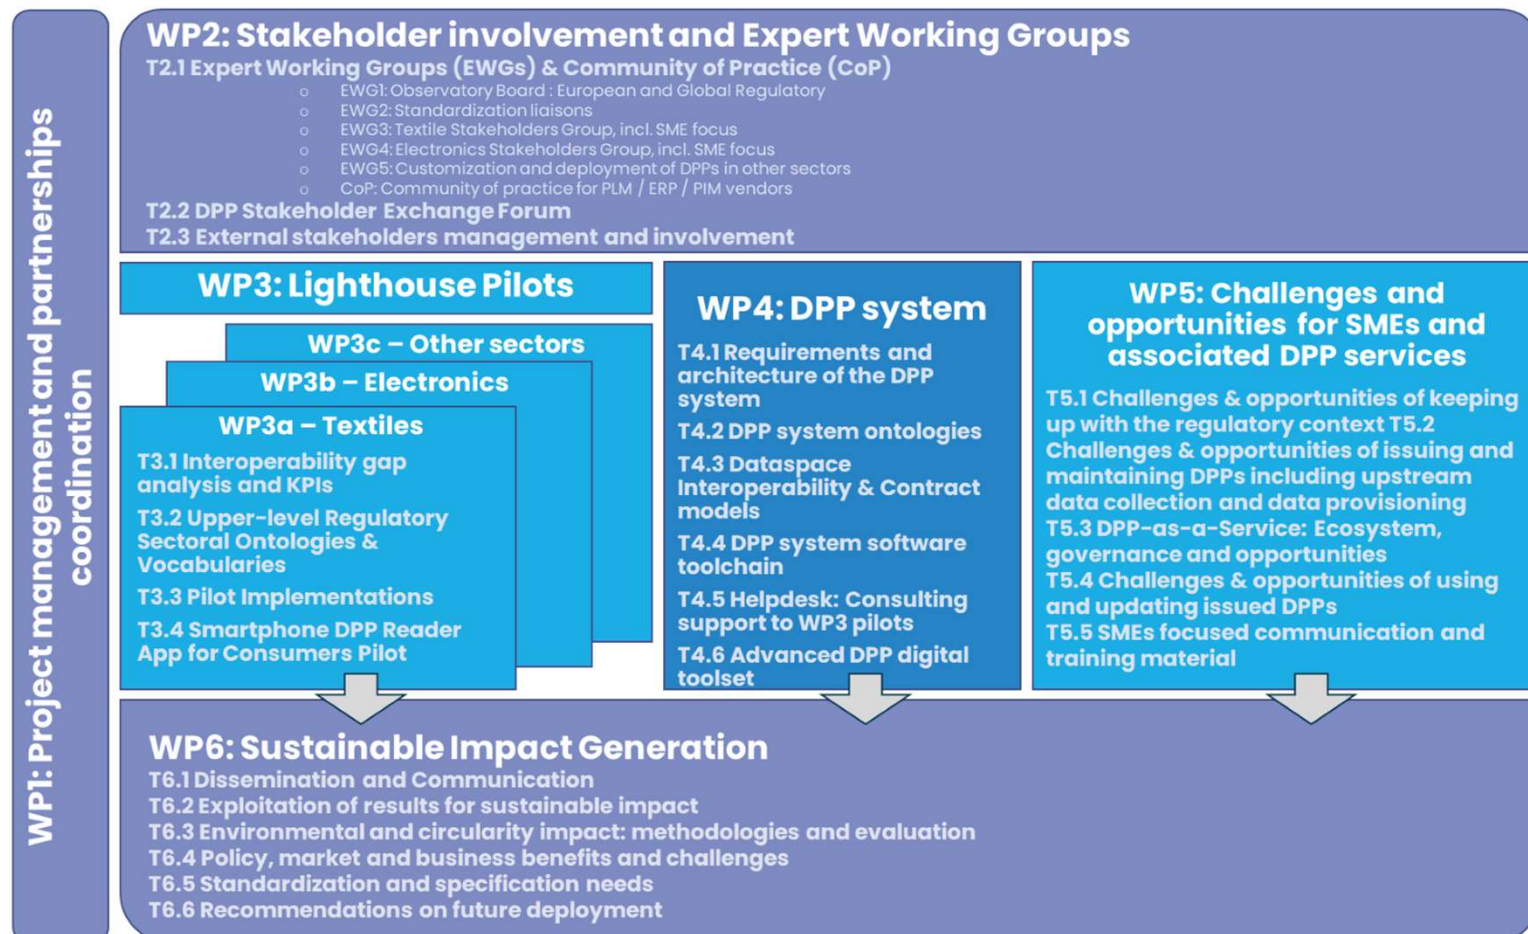 WP1: Project management and partnerships
coordination
WP2: Stakeholder involvement and Expert Working Groups
T2.1 Expert Working Groups (EWGs) & Community of Practice (CoP)
o EWG1: Observatory Board : European and Global Regulatory
o EWG2: Standardization liaisons
o EWG3: Textile Stakeholders Group, incl. SME focus
o EWG4: Electronics Stakeholders Group, incl. SME focus
o EWG5: Customization and deployment of DPPs in other sectors
o CoP: Community of practice for PLM / ERP / PIM vendors
T2.2 DPP Stakeholder Exchange Forum
T2.3 External stakeholders management and involvement
WP3: Lighthouse Pilots
WP3c – Other sectors
WP3b – Electronics
WP3a – Textiles
T3.1 Interoperability gap
analysis and KPIs
T3.2 Upper-level Regulatory
Sectoral Ontologies &
Vocabularies
T3.3 Pilot Implementations
T3.4 Smartphone DPP Reader
App for Consumers Pilot
WP4: DPP system
T4.1 Requirements and
architecture of the DPP
system
T4.2 DPP system ontologies
T4.3 Dataspace
Interoperability & Contract
models
T4.4 DPP system software
toolchain
T4.5 Helpdesk: Consulting
support to WP3 pilots
T4.6 Advanced DPP digital
toolset
WP5: Challenges and
opportunities for SMEs and
associated DPP services
T5.1 Challenges & opportunities of keeping
up with the regulatory context T5.2
Challenges & opportunities of issuing and
maintaining DPPs including upstream
data collection and data provisioning
T5.3 DPP-as-a-Service: Ecosystem,
governance and opportunities
T5.4 Challenges & opportunities of using
and updating issued DPPs
T5.5 SMEs focused communication and
training material
WP6: Sustainable Impact Generation
T6.1 Dissemination and Communication
T6.2 Exploitation of results for sustainable impact
T6.3 Environmental and circularity impact: methodologies and evaluation
T6.4 Policy, market and business benefits and challenges
T6.5 Standardization and specification needs
T6.6 Recommendations on future deployment